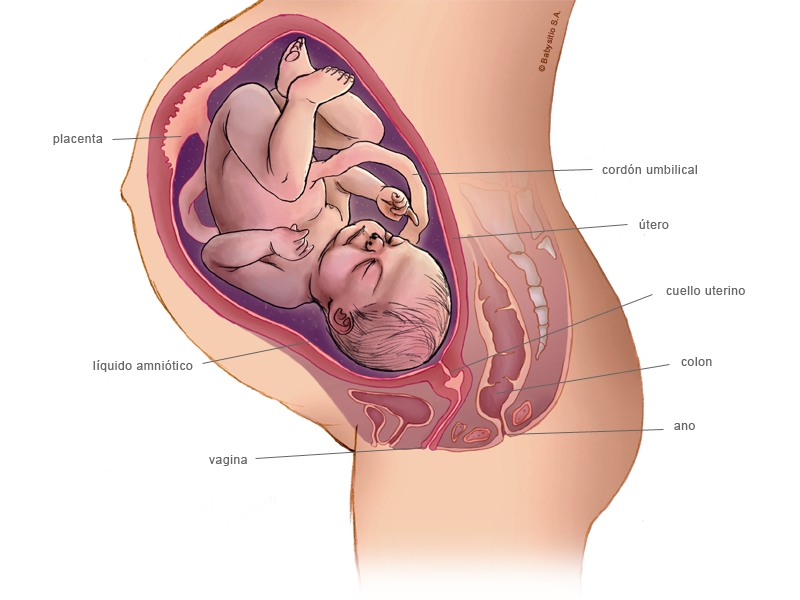 © Babysitio S.A.
placenta
cordón umbilical
útero
cuello uterino
líquido amniótico
colon
ano
vagina